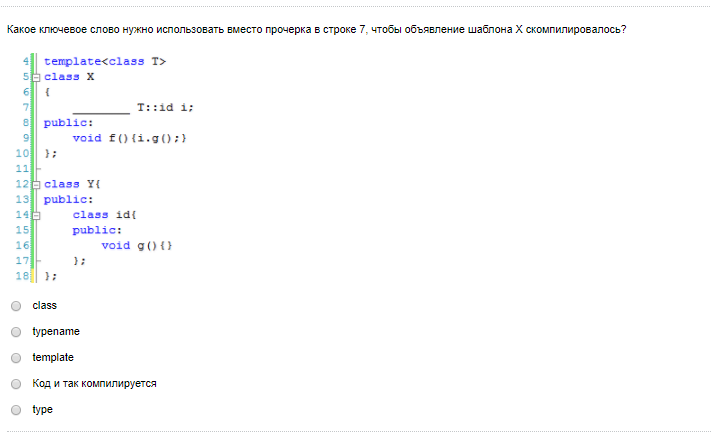 Какое ключевое слово нужно использовать вместо прочерка в строке 7, чтобы объявление шаблона X скомпилировалось?
4 template<class T>
5 class X
6 {
7 ________ T::id i;
8 public:
9 void f(){i.g();}
10 };
11
12 class Y{
13 public:
14 class id{
15 public:
16 void g(){}
17 };
18 };
class
typename
template
Код и так компилируется
type